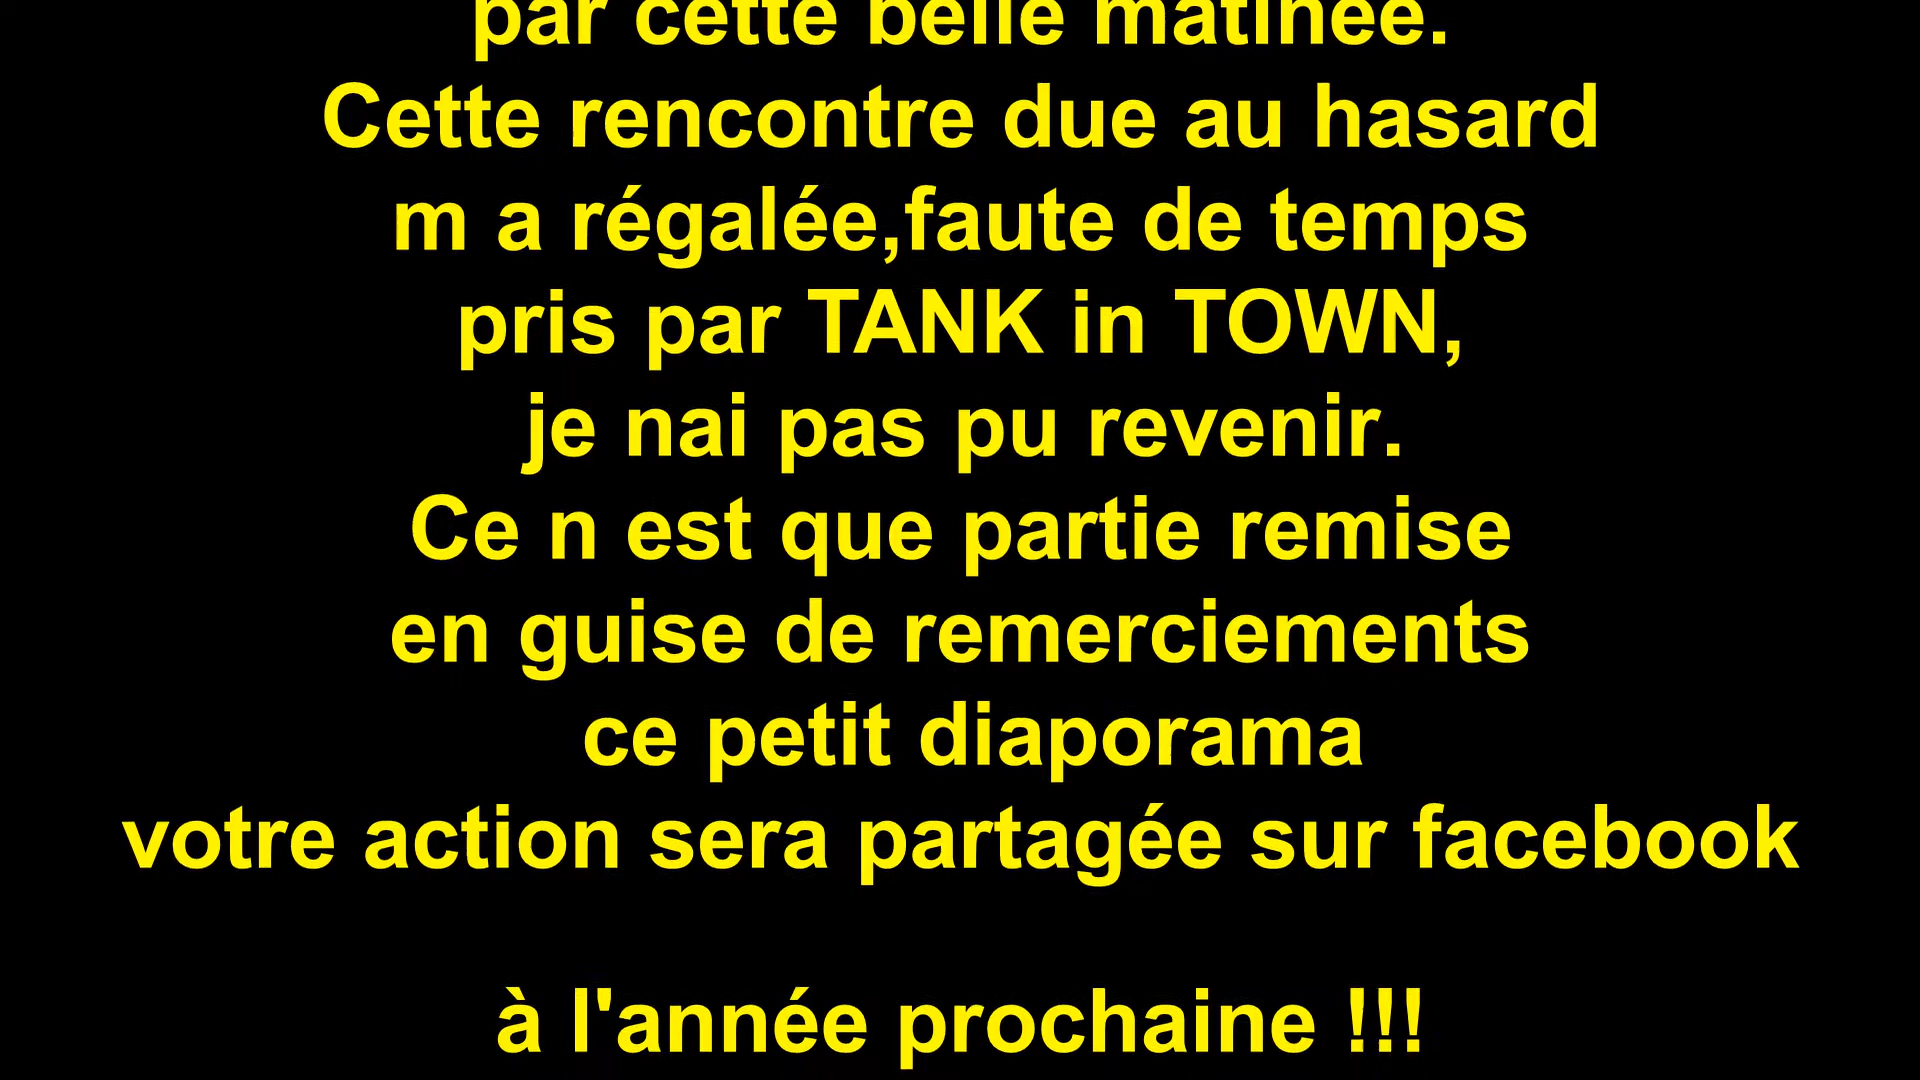 par cette belle matinée.
Cette rencontre due au hasard
m a régalée,faute de temps
pris par TANK in TOWN,
je nai pas pu revenir.
Ce n est que partie remise
en guise de remerciements
ce petit diaporama
votre action sera partagée sur facebook
à l'année prochaine !!!